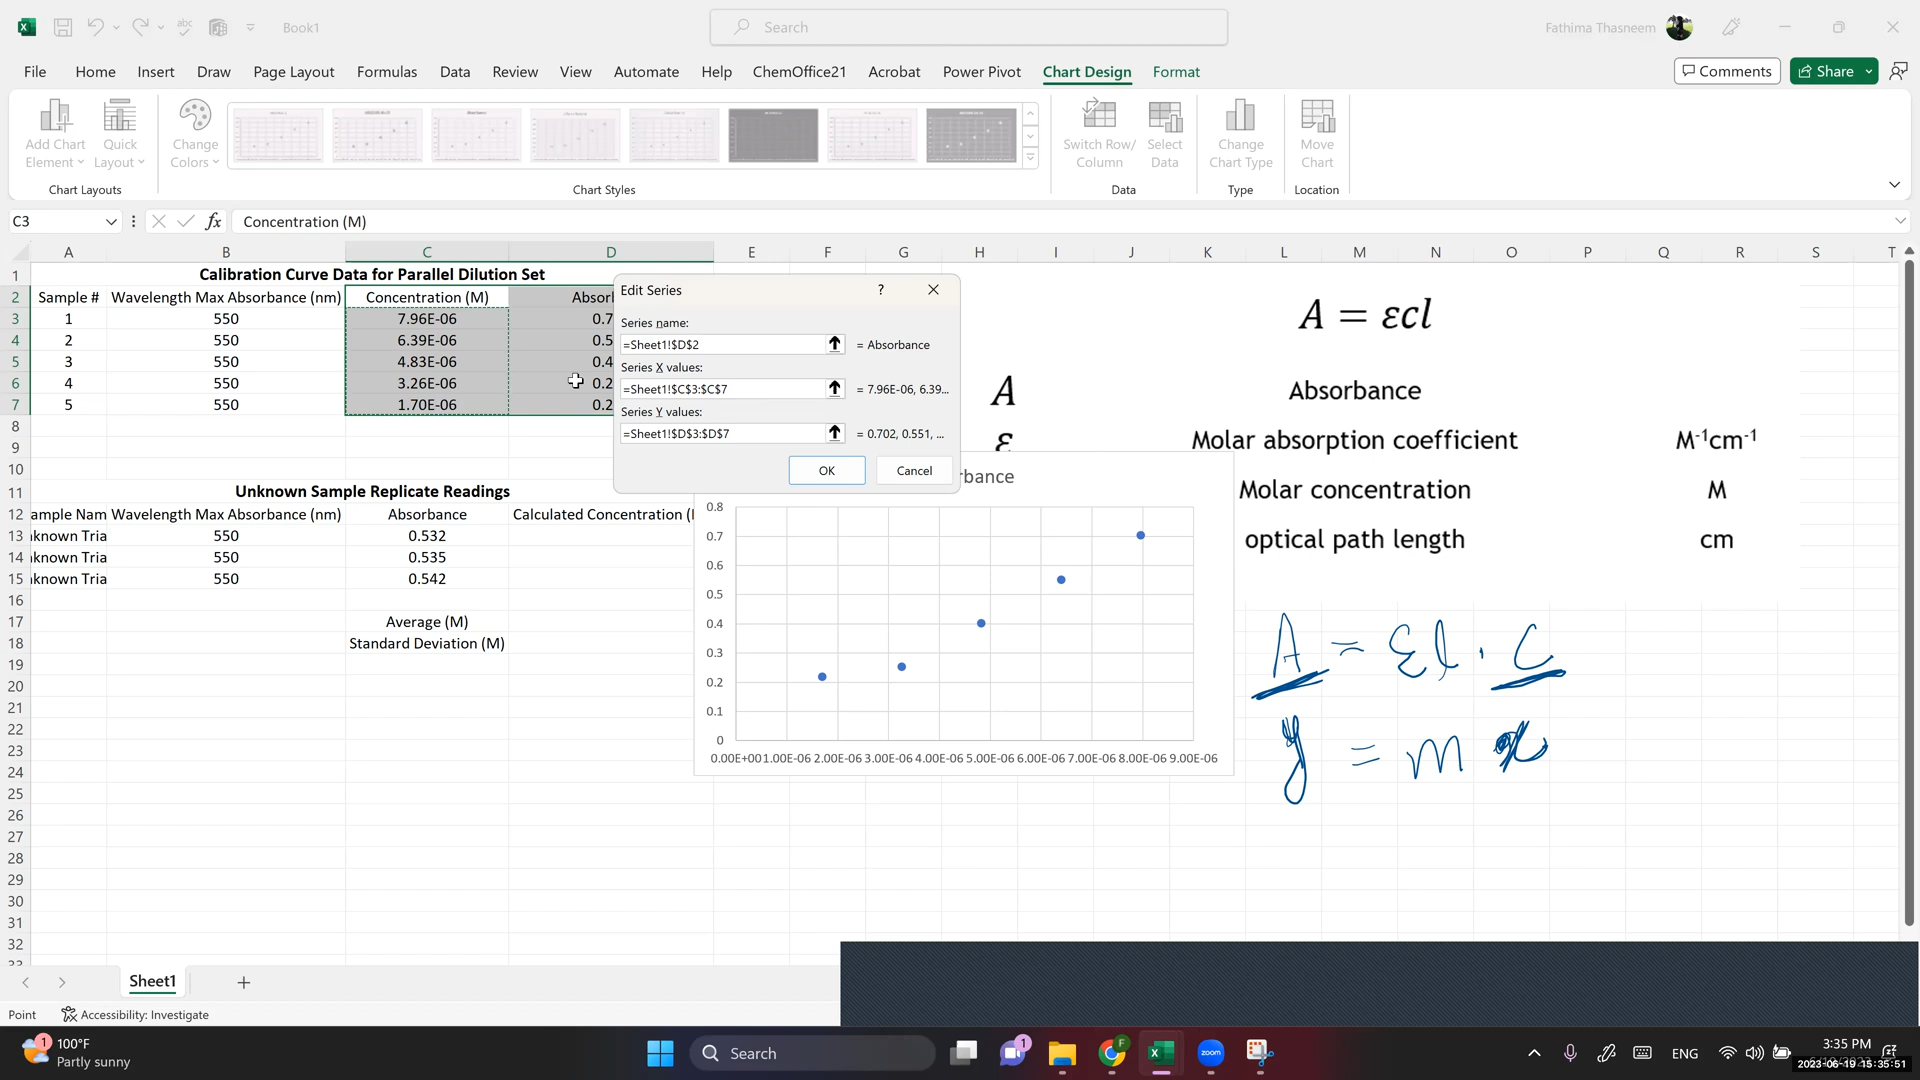 Book1
Search
Fathima Thasneem
File Home Insert Draw Page Layout Formulas Data Review View Automate Help ChemOffice21 Acrobat Power Pivot Chart Design Format
Comments Share
Add Chart Element
Quick Layout
Change Colors
Switch Row/ Column
Select Data
Change Chart Type
Move Chart
Chart Layouts Chart Styles Data Type Location
C3 fx Concentration (M)
A B C D E F G H I J K L M N O P Q R S T
1 Calibration Curve Data for Parallel Dilution Set
2 Sample # Wavelength Max Absorbance (nm) Concentration (M) Absor
3 1 550 7.96E-06 0.7
4 2 550 6.39E-06 0.5
5 3 550 4.83E-06 0.4
6 4 550 3.26E-06 0.2
7 5 550 1.70E-06 0.2
8
9
10
11 Unknown Sample Replicate Readings
12 ample Nam Wavelength Max Absorbance (nm) Absorbance Calculated Concentration (
13 nknown Tria 550 0.532
14 nknown Tria 550 0.535
15 nknown Tria 550 0.542
16
17 Average (M)
18 Standard Deviation (M)
19
20
21
22
23
24
25
26
27
28
29
30
31
32
33
Edit Series ?
Series name:
=Sheet1!$D$2 = Absorbance
Series X values:
=Sheet1!$C$3:$C$7 = 7.96E-06, 6.39...
Series Y values:
=Sheet1!$D$3:$D$7 = 0.702, 0.551, ...
OK Cancel
rbance
0.8
0.7
0.6
0.5
0.4
0.3
0.2
0.1
0
0.00E+00 1.00E-06 2.00E-06 3.00E-06 4.00E-06 5.00E-06 6.00E-06 7.00E-06 8.00E-06 9.00E-06
A = εcl
A Absorbance
ε Molar absorption coefficient M⁻¹cm⁻¹
Molar concentration M
optical path length cm
A = εl · C
y = m x
Sheet1
Point Accessibility: Investigate
1
100°F
Partly sunny
Search
1
F
zoom
ENG
3:35 PM
2023-06-19 15:35:51